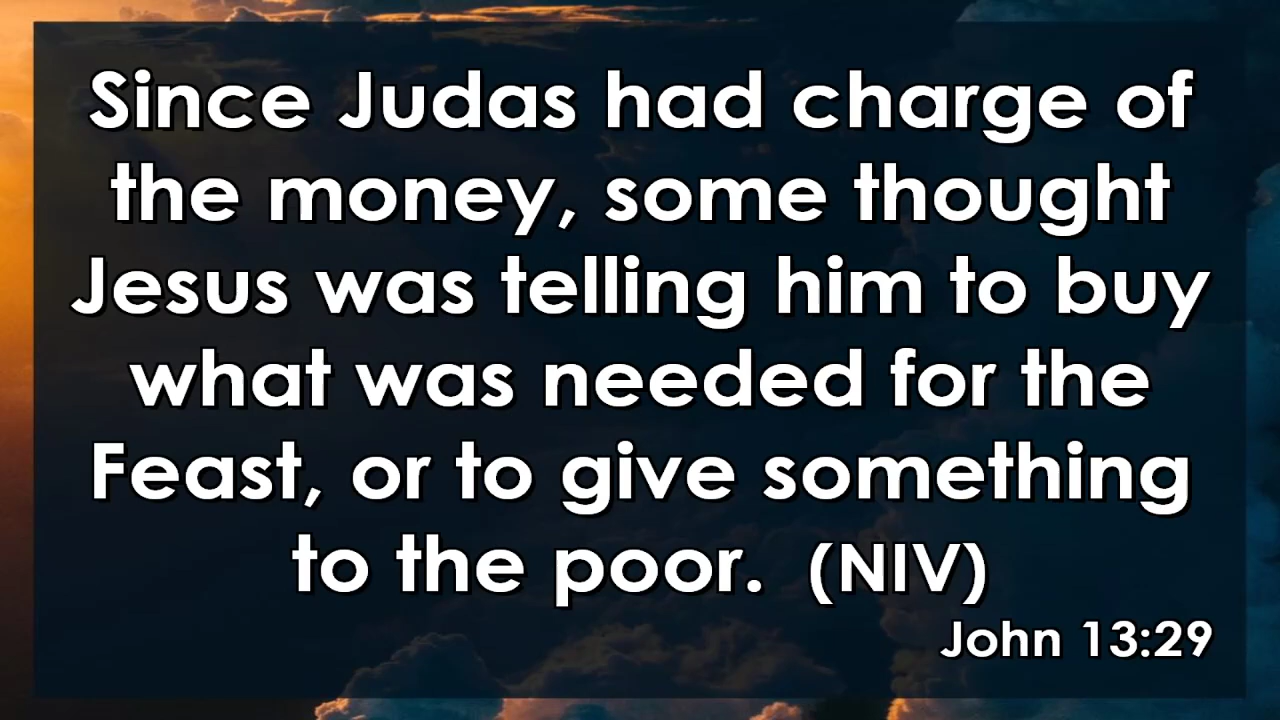 Since Judas had charge of
the money, some thought
Jesus was telling him to buy
what was needed for the
Feast, or to give something
to the poor. (NIV)
John 13:29